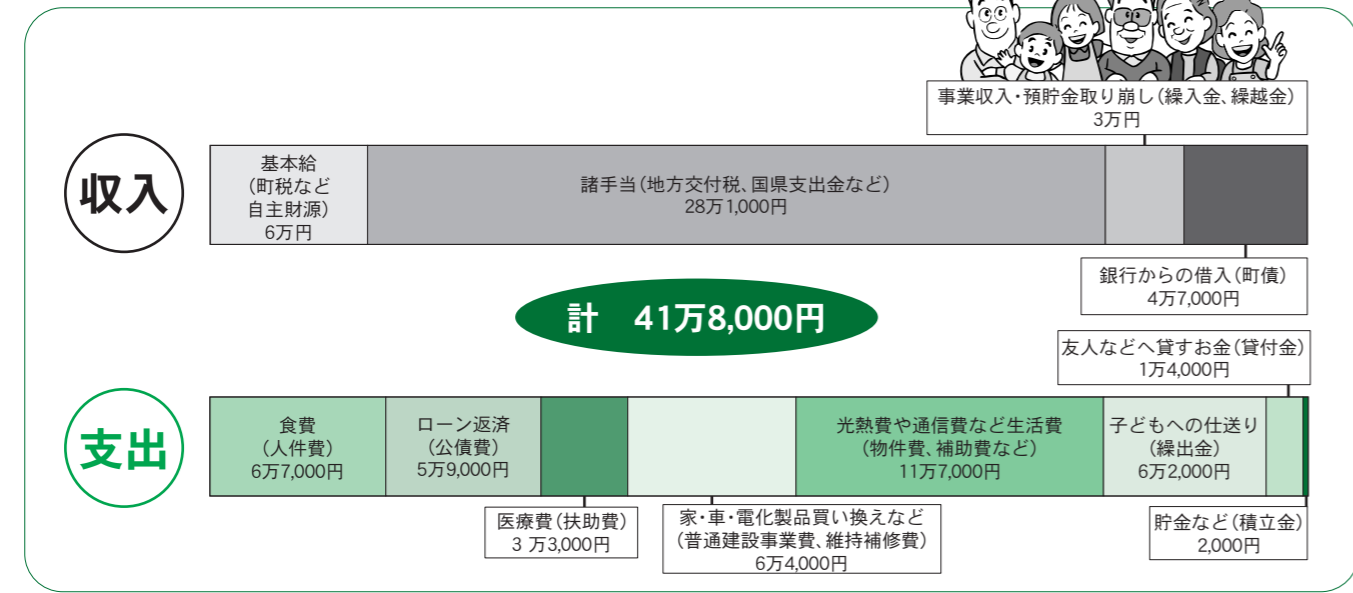 事業収入・預貯金取り崩し(繰入金、繰越金)
3万円
収入
基本給
(町税など
自主財源)
6万円
諸手当(地方交付税、国県支出金など)
28万1,000円
銀行からの借入(町債)
4万7,000円
計 41万8,000円
友人などへ貸すお金(貸付金)
1万4,000円
支出
食費
(人件費)
6万7,000円
ローン返済
(公債費)
5万9,000円
光熱費や通信費など生活費
(物件費、補助費など)
11万7,000円
子どもへの仕送り
(繰出金)
6万2,000円
医療費(扶助費)
3 万3,000円
家・車・電化製品買い換えなど
(普通建設事業費、維持補修費)
6万4,000円
貯金など(積立金)
2,000円